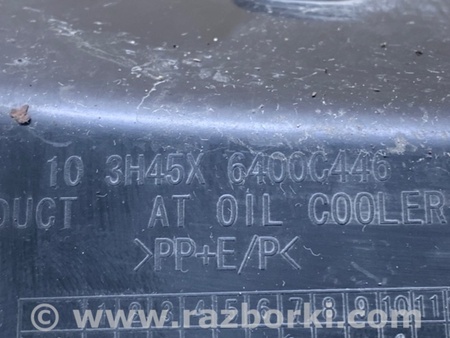 10 3H45X 6400C446
DUCT AT OIL COOLER
>PP+E/P<
1 2 3 4 5 6 7 8 9 10 11
www.razborki.com